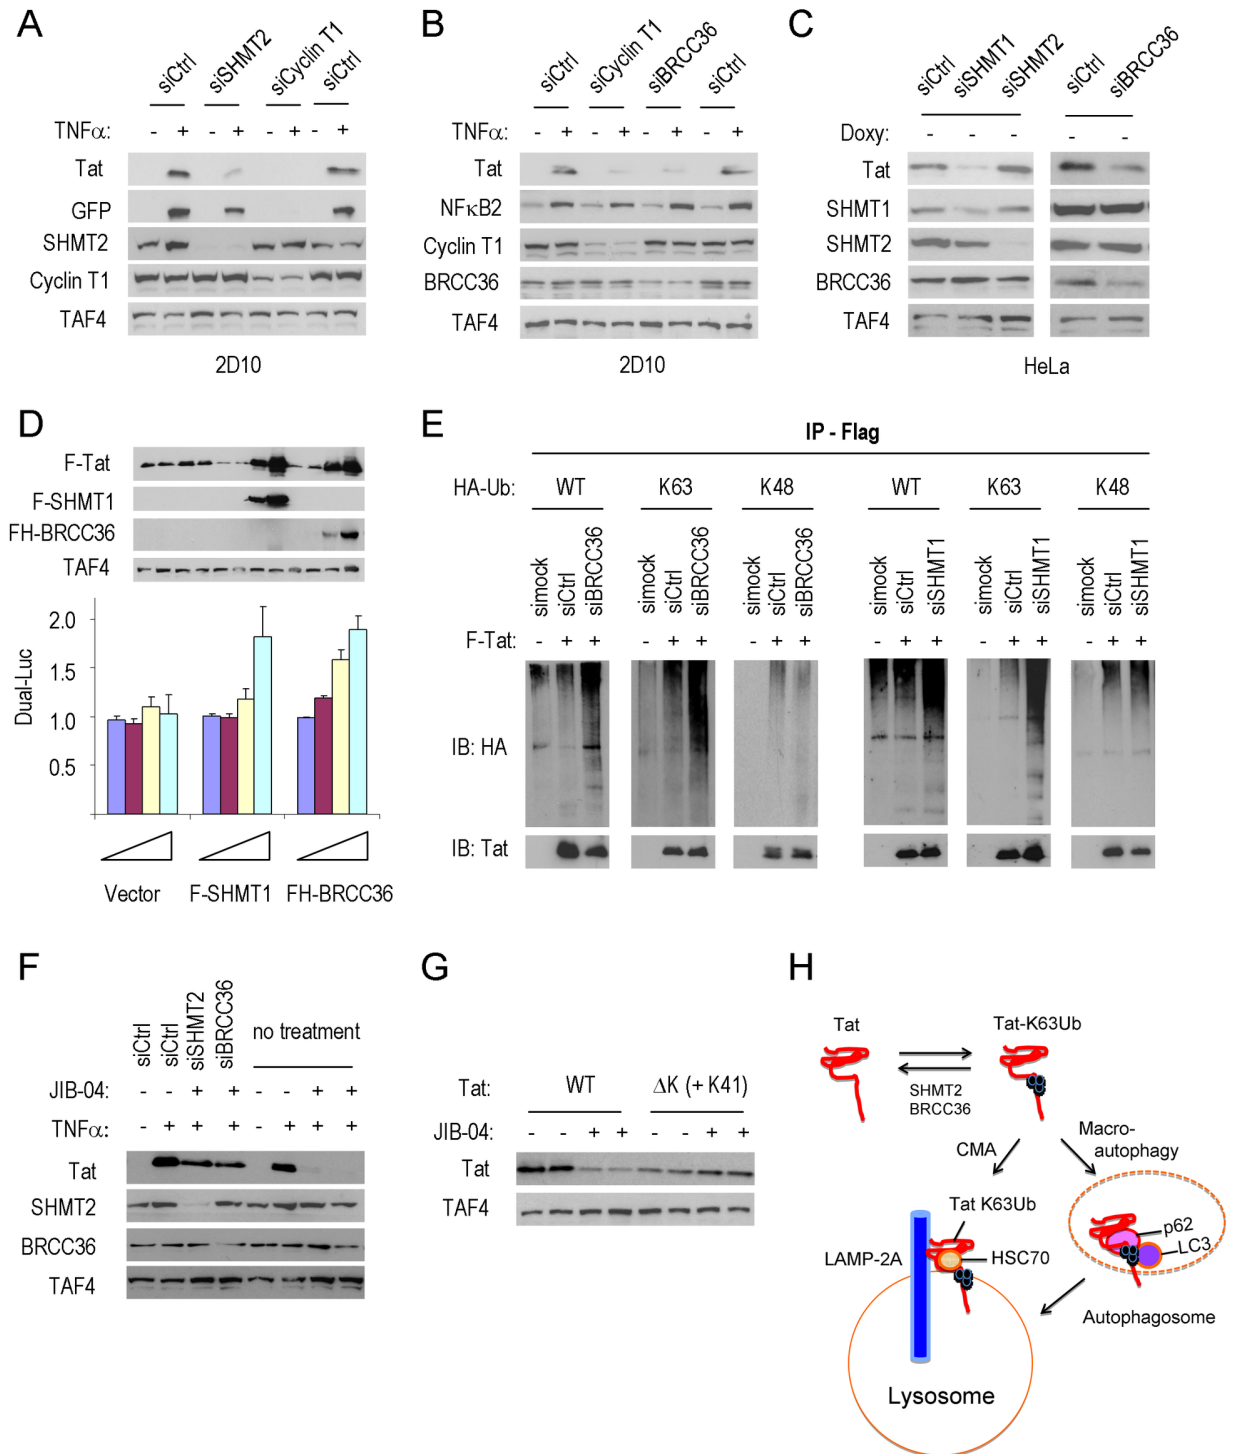 A
siCtrl siSHMT2 siCyclin T1 siCtrl
TNFα: - + - + - + - +
Tat
GFP
SHMT2
Cyclin T1
TAF4
2D10
B
siCtrl siCyclin T1 siBRCC36 siCtrl
TNFα: - + - + - + - +
Tat
NFκB2
Cyclin T1
BRCC36
TAF4
2D10
C
siCtrl siSHMT1 siSHMT2 siCtrl siBRCC36
Doxy: - - - - -
Tat
SHMT1
SHMT2
BRCC36
TAF4
HeLa
D
F-Tat
F-SHMT1
FH-BRCC36
TAF4
Dual-Luc
2.0
1.5
1.0
0.5
Vector F-SHMT1 FH-BRCC36
E
IP - Flag
HA-Ub: WT K63 K48 WT K63 K48
simock siCtrl siBRCC36 simock siCtrl siBRCC36 simock siCtrl siBRCC36 simock siCtrl siSHMT1 simock siCtrl siSHMT1 simock siCtrl siSHMT1
F-Tat: - + + - + + - + + - + + - + + - + +
IB: HA
IB: Tat
F
siCtrl siCtrl siSHMT2 siBRCC36 no treatment
JIB-04: - - + + - - + +
TNFα: - + + + - + + +
Tat
SHMT2
BRCC36
TAF4
G
Tat: WT ΔK (+ K41)
JIB-04: - - + + - - + +
Tat
TAF4
H
Tat Tat-K63Ub
SHMT2
BRCC36
CMA
Macro-
autophagy
Tat K63Ub
LAMP-2A
HSC70
p62
LC3
Autophagosome
Lysosome